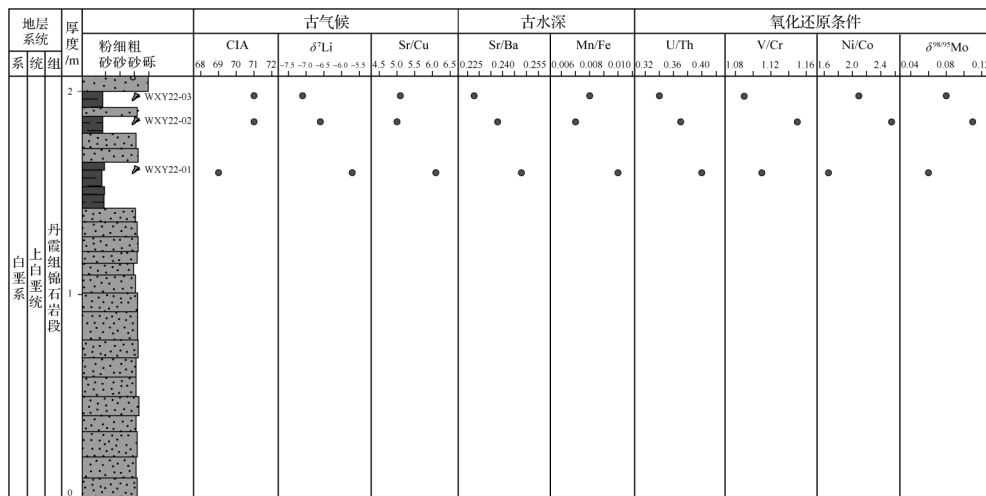 地层系统 厚度/m 粉细粗砂砂砂砾 古气候 古水深 氧化还原条件
系 统 组 CIA δ⁷Li Sr/Cu Sr/Ba Mn/Fe U/Th V/Cr Ni/Co δ⁹⁸/⁹⁵Mo
68 69 70 71 72 −7.5 −7.0 −6.5 −6.0 −5.5 4.5 5.0 5.5 6.0 6.5 0.225 0.240 0.255 0.006 0.008 0.010 0.32 0.36 0.40 1.08 1.12 1.16 1.6 2.0 2.4 0.04 0.08 0.12
2
WXY22-03
WXY22-02
WXY22-01
白垩系
上白垩统
丹霞组锦石岩段
1
0